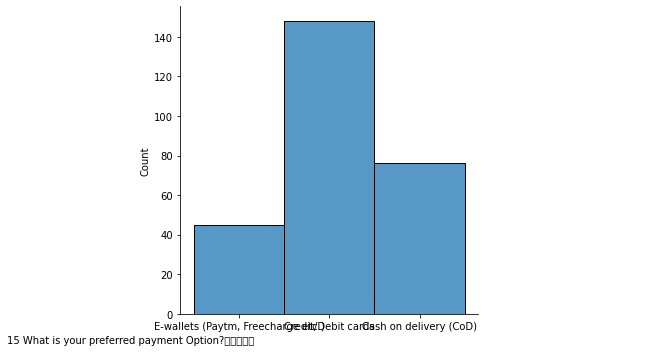 140
120
100
80
60
40
20
0
Count
E-wallets (Paytm, Freecharge Credit/Debit cards Cash on delivery (CoD)
15 What is your preferred payment Option?